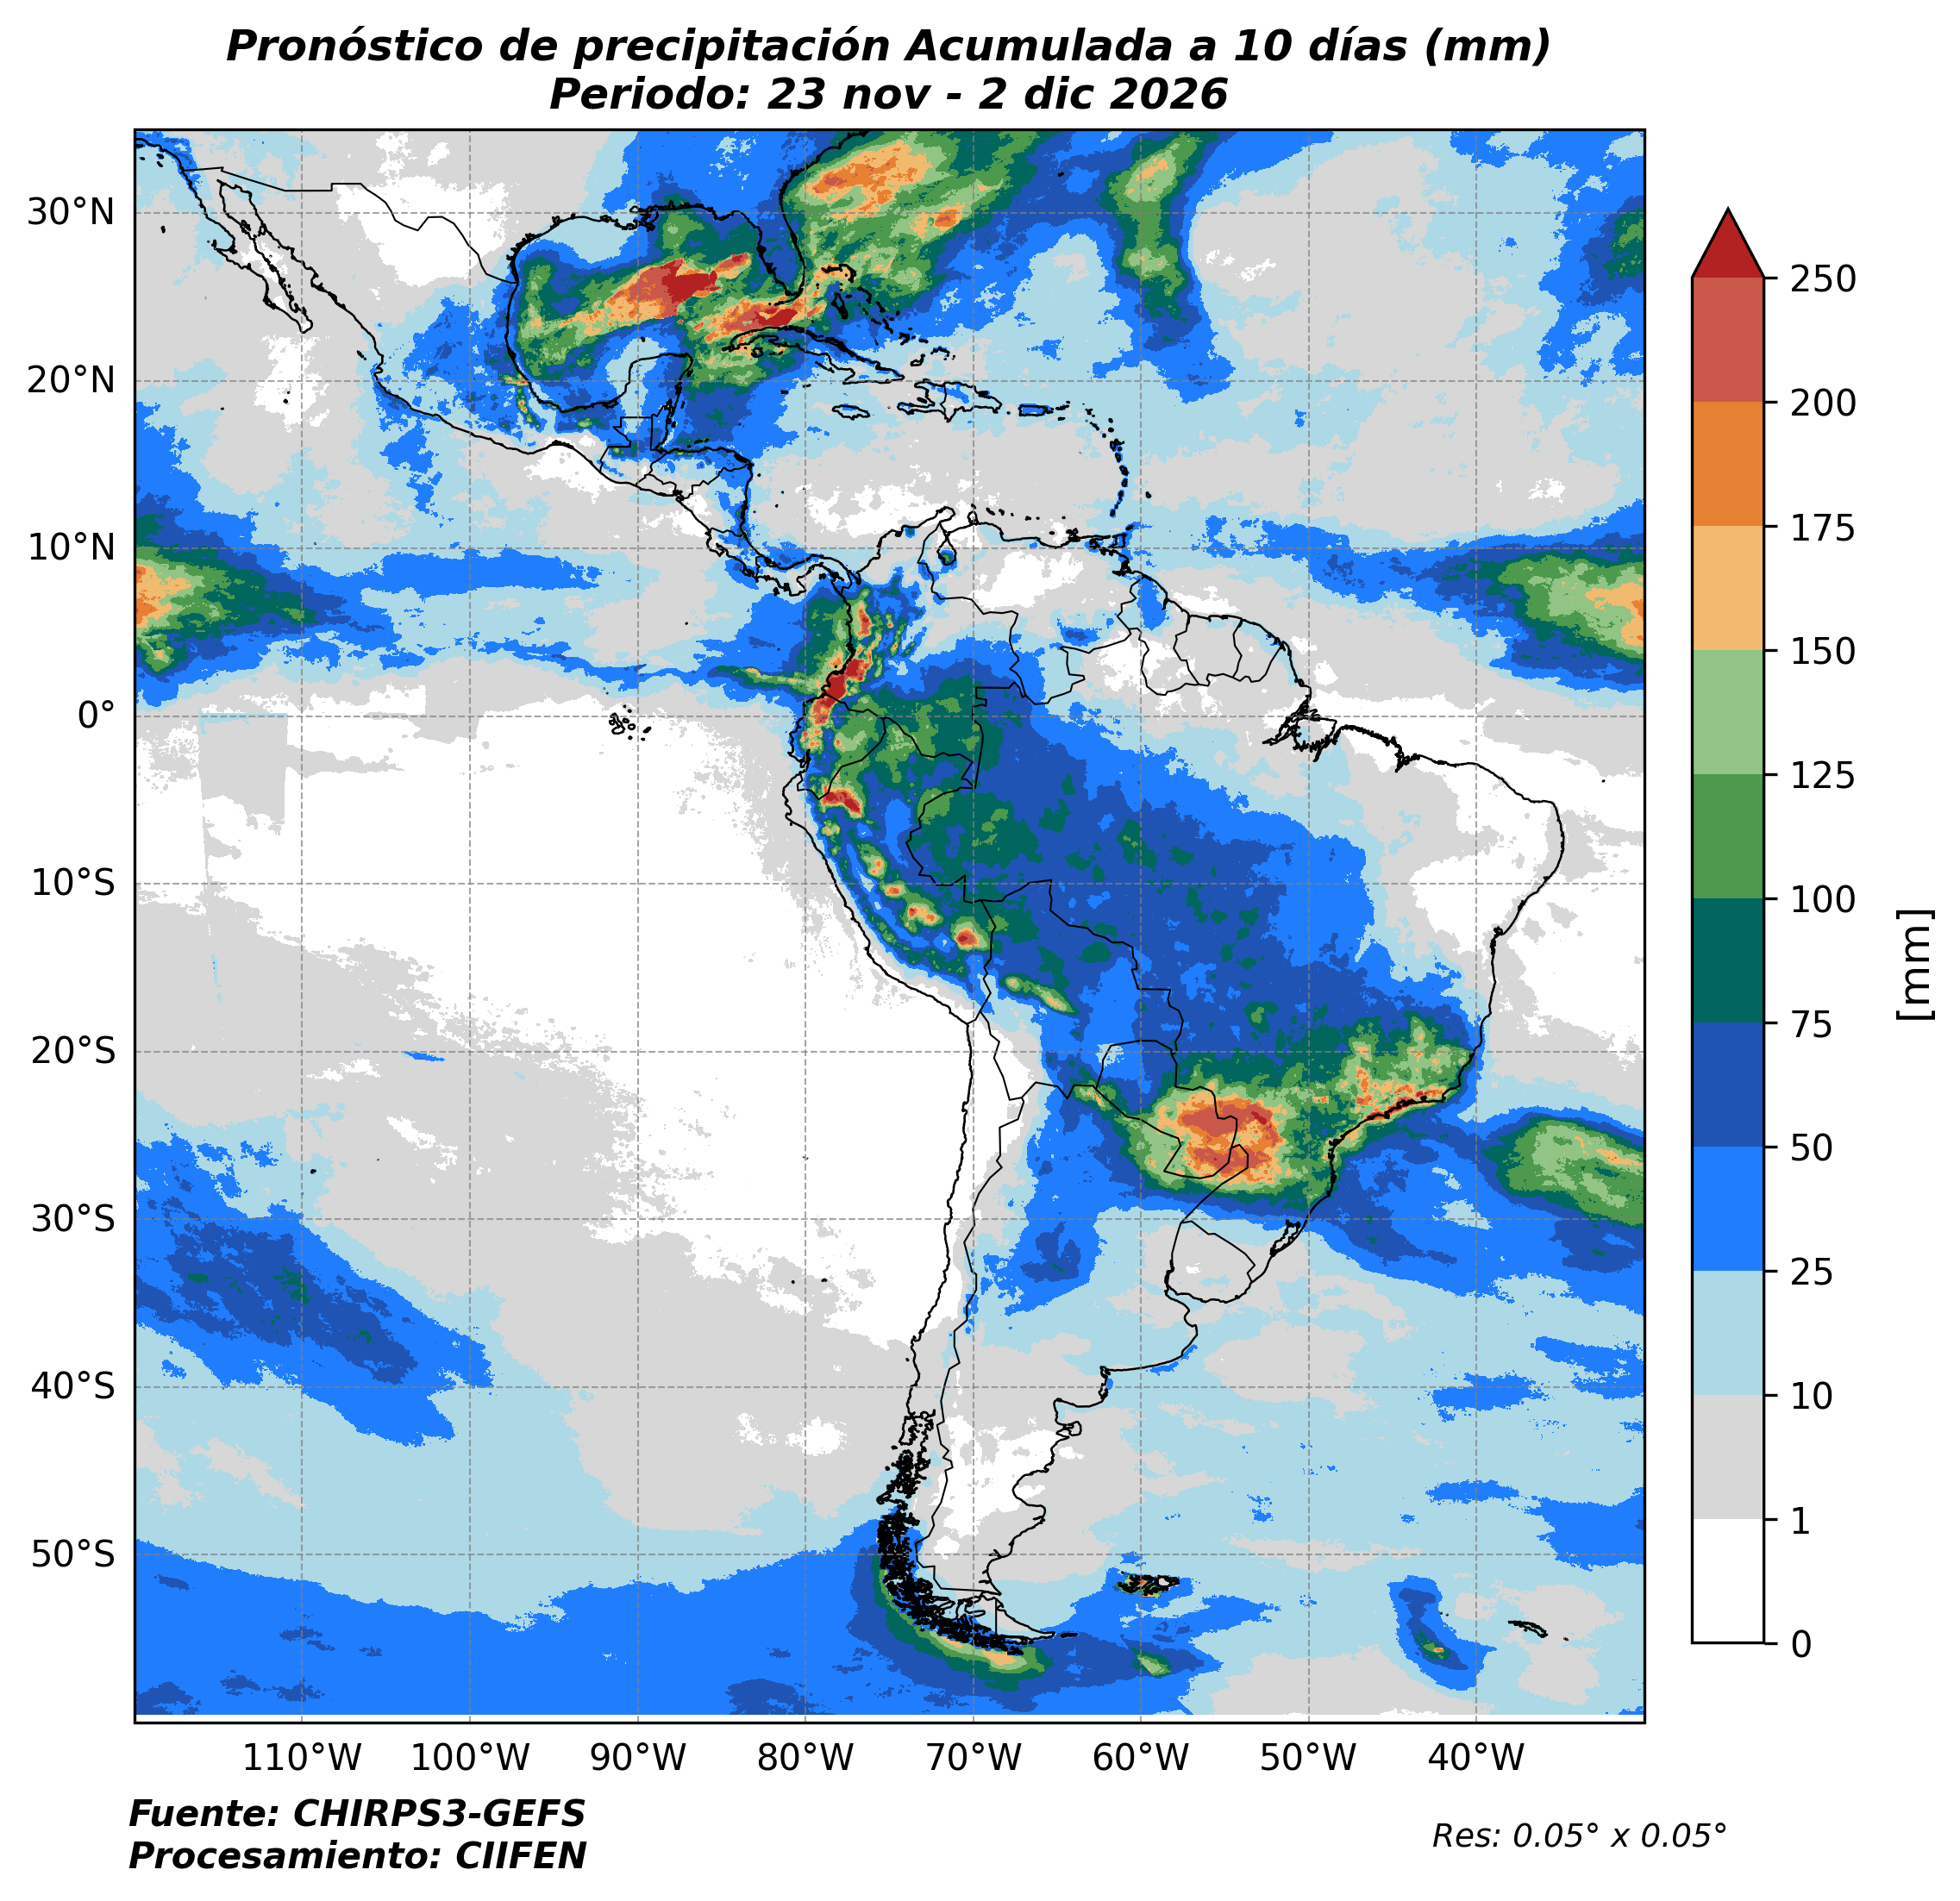 Pronóstico de precipitación Acumulada a 10 días (mm)
Periodo: 23 nov - 2 dic 2026
30°N
20°N
10°N
0°
10°S
20°S
30°S
40°S
50°S
110°W
100°W
90°W
80°W
70°W
60°W
50°W
40°W
250
200
175
150
125
100
75
50
25
10
1
0
[mm]
Fuente: CHIRPS3-GEFS
Procesamiento: CIIFEN
Res: 0.05° x 0.05°